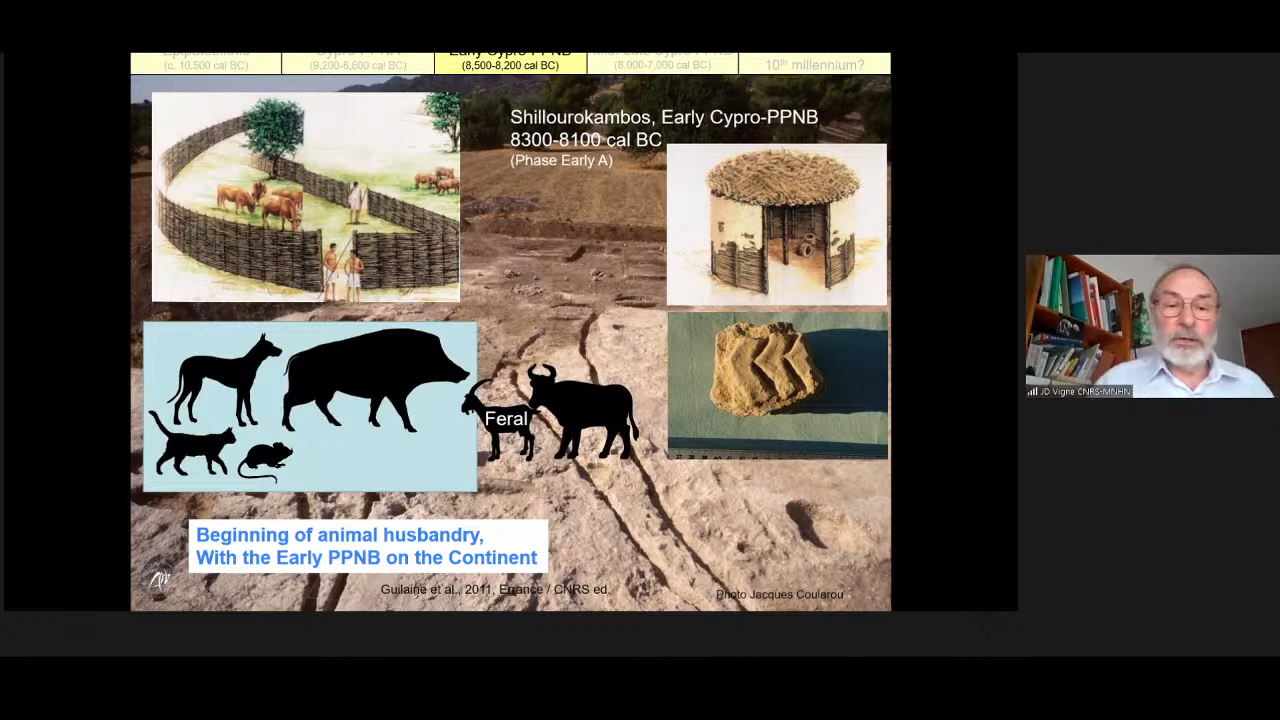 (c. 10,500 cal BC)
(9,200-8,600 cal BC)
Early Cypro-PPNB
(8,500-8,200 cal BC)
(8.000-7,000 cal BC)
10th millennium?
Shillourokambos, Early Cypro-PPNB
8300-8100 cal BC
(Phase Early A)
Feral
Beginning of animal husbandry,
With the Early PPNB on the Continent
Guilaine et al., 2011, Errance / CNRS ed.
Photo Jacques Coularou
JD Vigne CNRS-MNHN